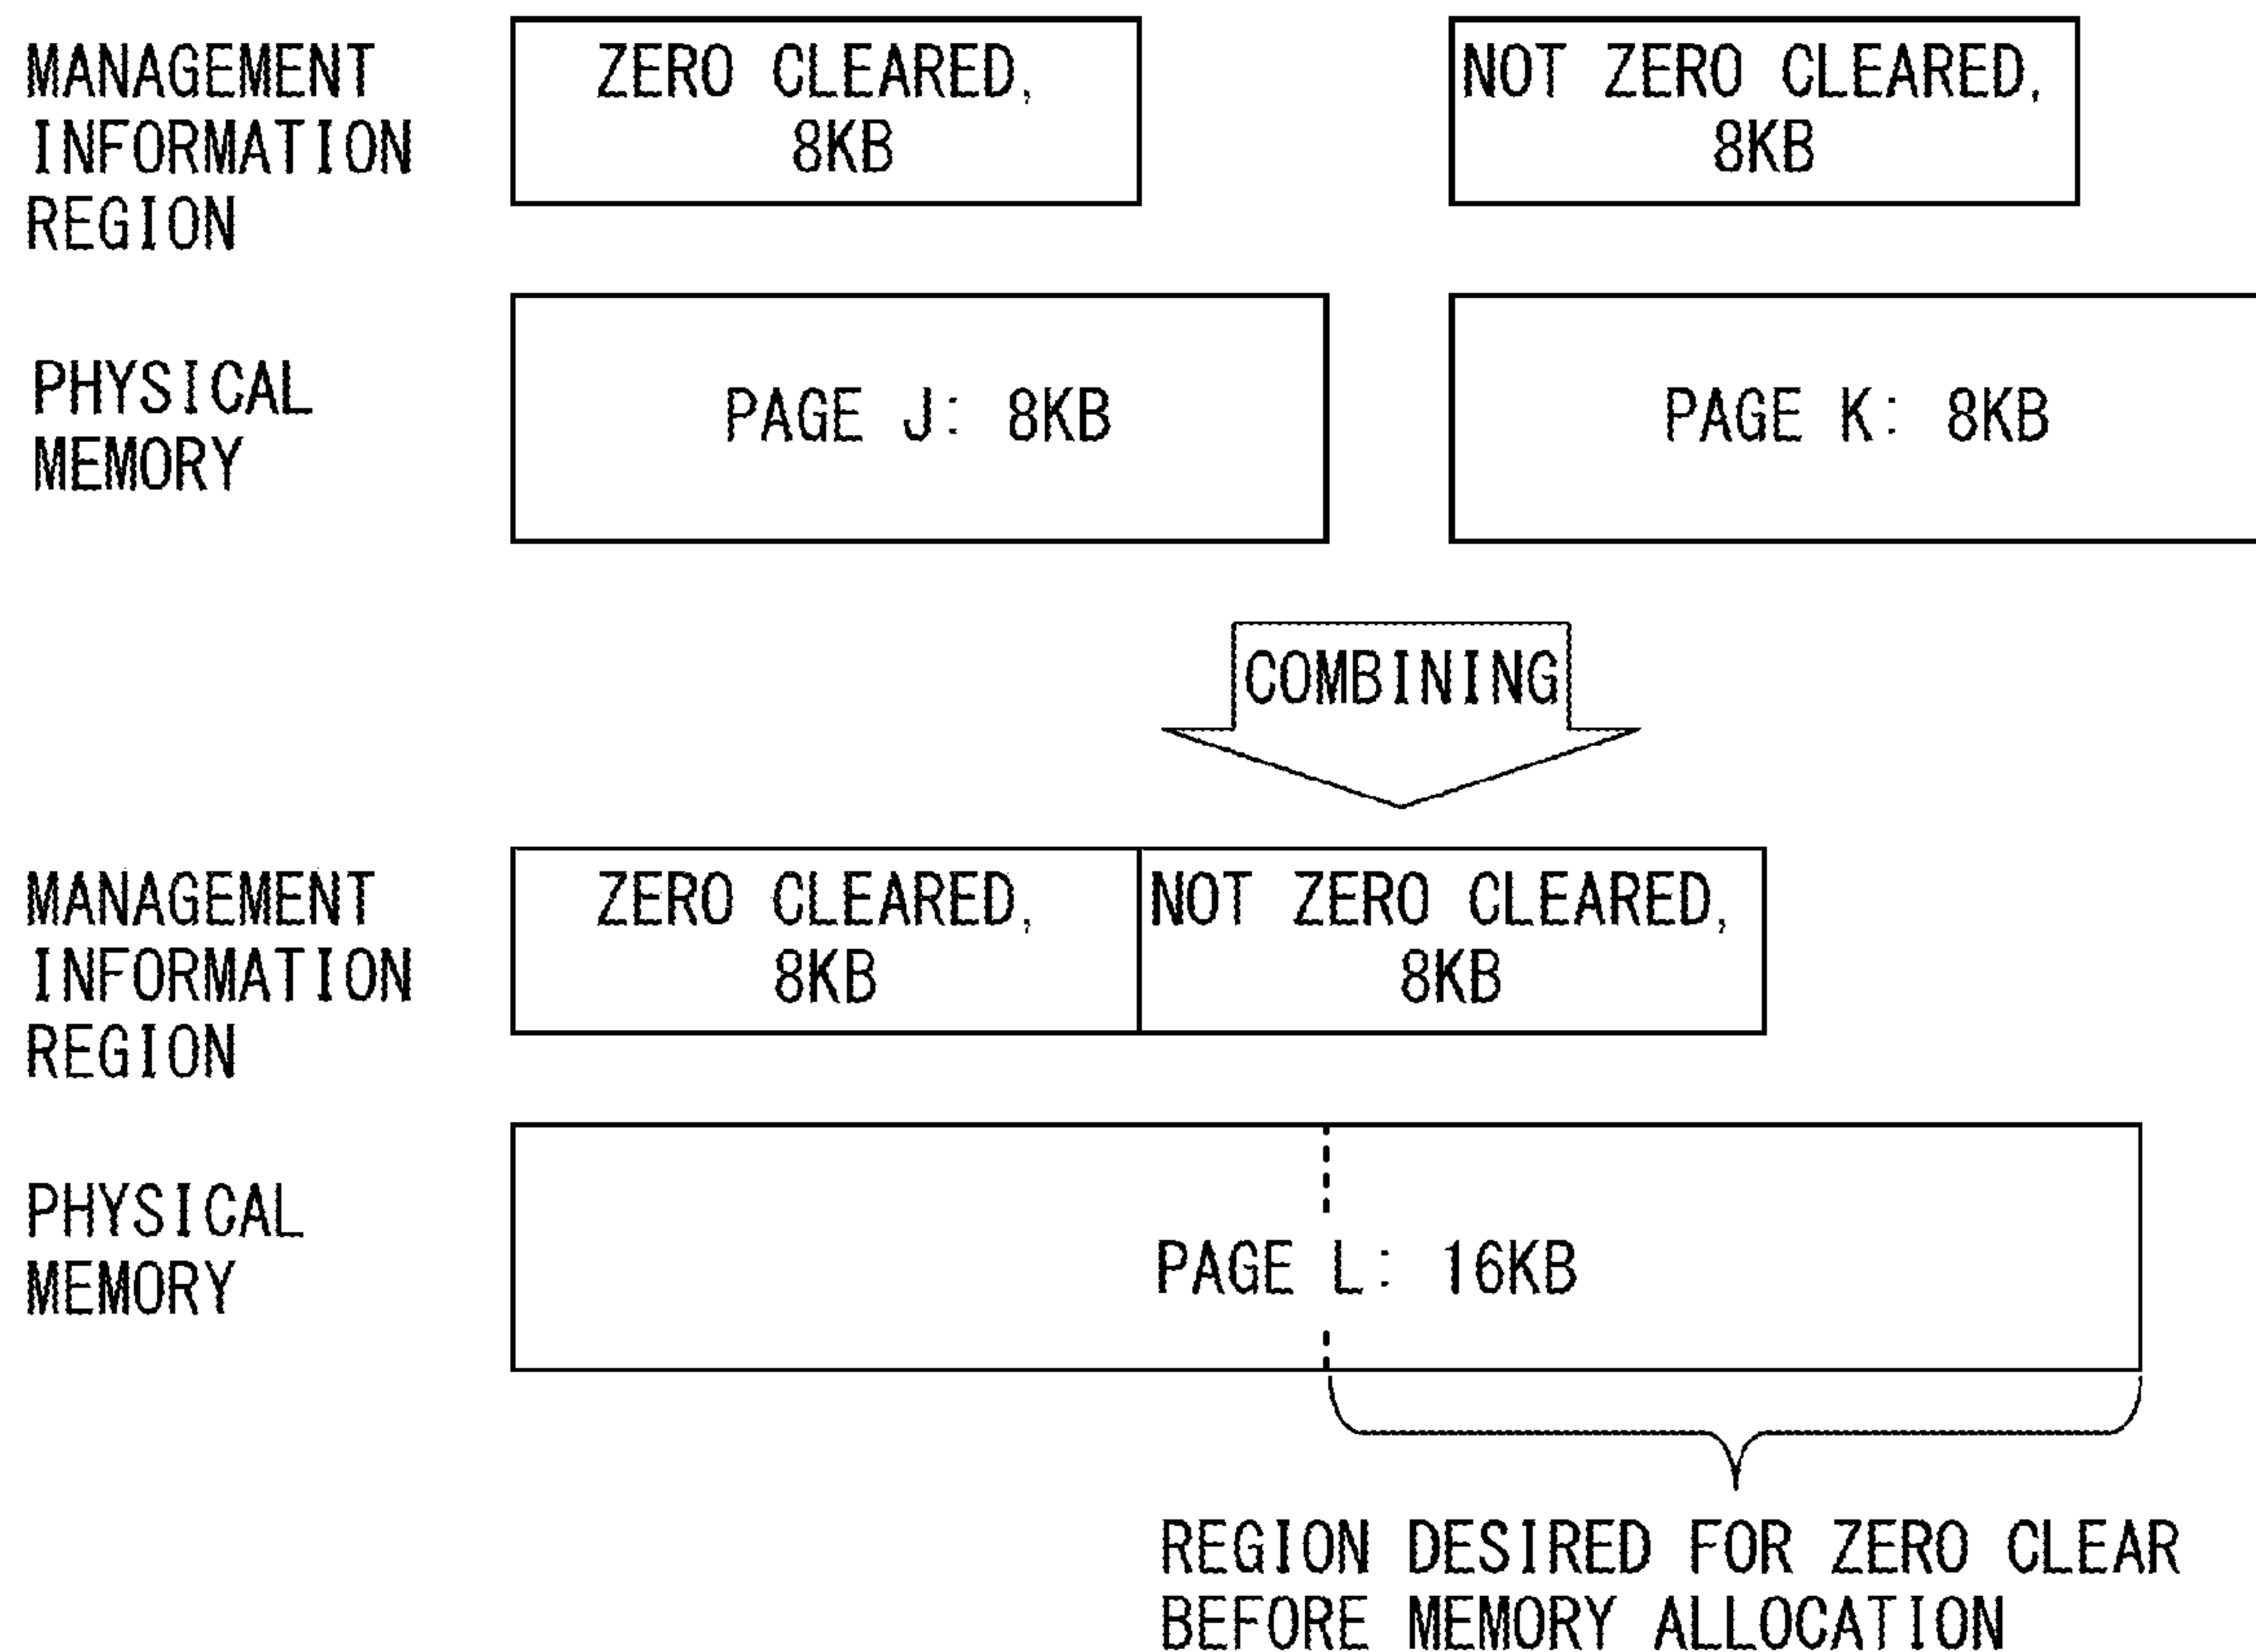 MANAGEMENT
INFORMATION
REGION
ZERO CLEARED,
8KB
NOT ZERO CLEARED,
8KB
PHYSICAL
MEMORY
PAGE J: 8KB
PAGE K: 8KB
COMBINING
MANAGEMENT
INFORMATION
REGION
ZERO CLEARED,
8KB
NOT ZERO CLEARED,
8KB
PHYSICAL
MEMORY
PAGE L: 16KB
REGION DESIRED FOR ZERO CLEAR
BEFORE MEMORY ALLOCATION